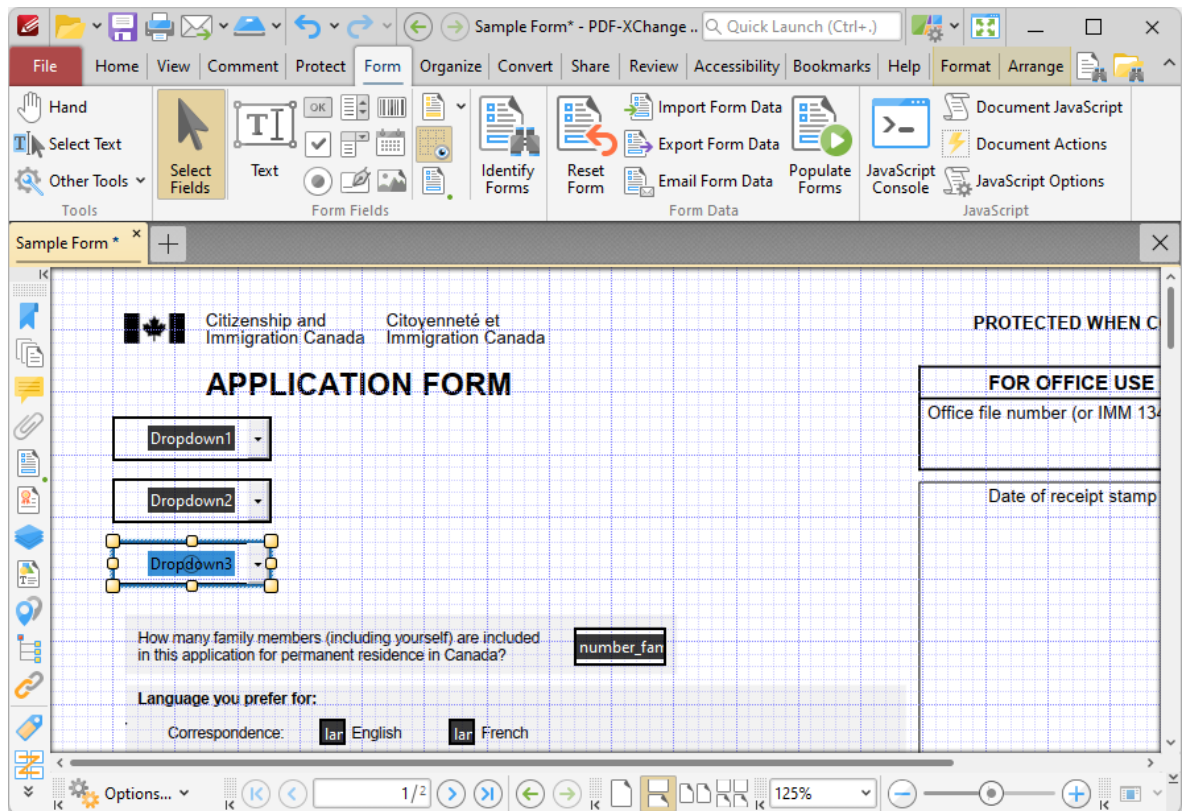 Sample Form* - PDF-XChange .. Quick Launch (Ctrl+.)
File Home View Comment Protect Form Organize Convert Share Review Accessibility Bookmarks Help Format Arrange
Hand
Select Text
Other Tools
Tools
Select Fields
Text
OK
Form Fields
Identify Forms
Reset Form
Import Form Data
Export Form Data
Email Form Data
Populate Forms
Form Data
JavaScript Console
Document JavaScript
Document Actions
JavaScript Options
JavaScript
Sample Form *
Citizenship and Immigration Canada
Citoyenneté et Immigration Canada
PROTECTED WHEN C
APPLICATION FORM
FOR OFFICE USE
Office file number (or IMM 134
Dropdown1
Dropdown2
Date of receipt stamp
Dropdown3
How many family members (including yourself) are included
in this application for permanent residence in Canada?
number_fan
Language you prefer for:
Correspondence: lar English lar French
Options... 1/2 125%